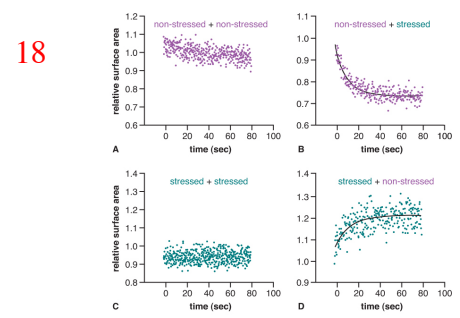 18
non-stressed + non-stressed
relative surface area
1.2
1.1
1.0
0.9
0.8
0.7
0.6
0 20 40 60 80 100
A time (sec)
non-stressed + stressed
1.1
1.0
0.9
0.8
0.7
0.6
0 20 40 60 80 100
B time (sec)
stressed + stressed
relative surface area
1.4
1.3
1.2
1.1
1.0
0.9
0.8
0 20 40 60 80 100
C time (sec)
stressed + non-stressed
1.4
1.3
1.2
1.1
1.0
0.9
0 20 40 60 80 100
D time (sec)